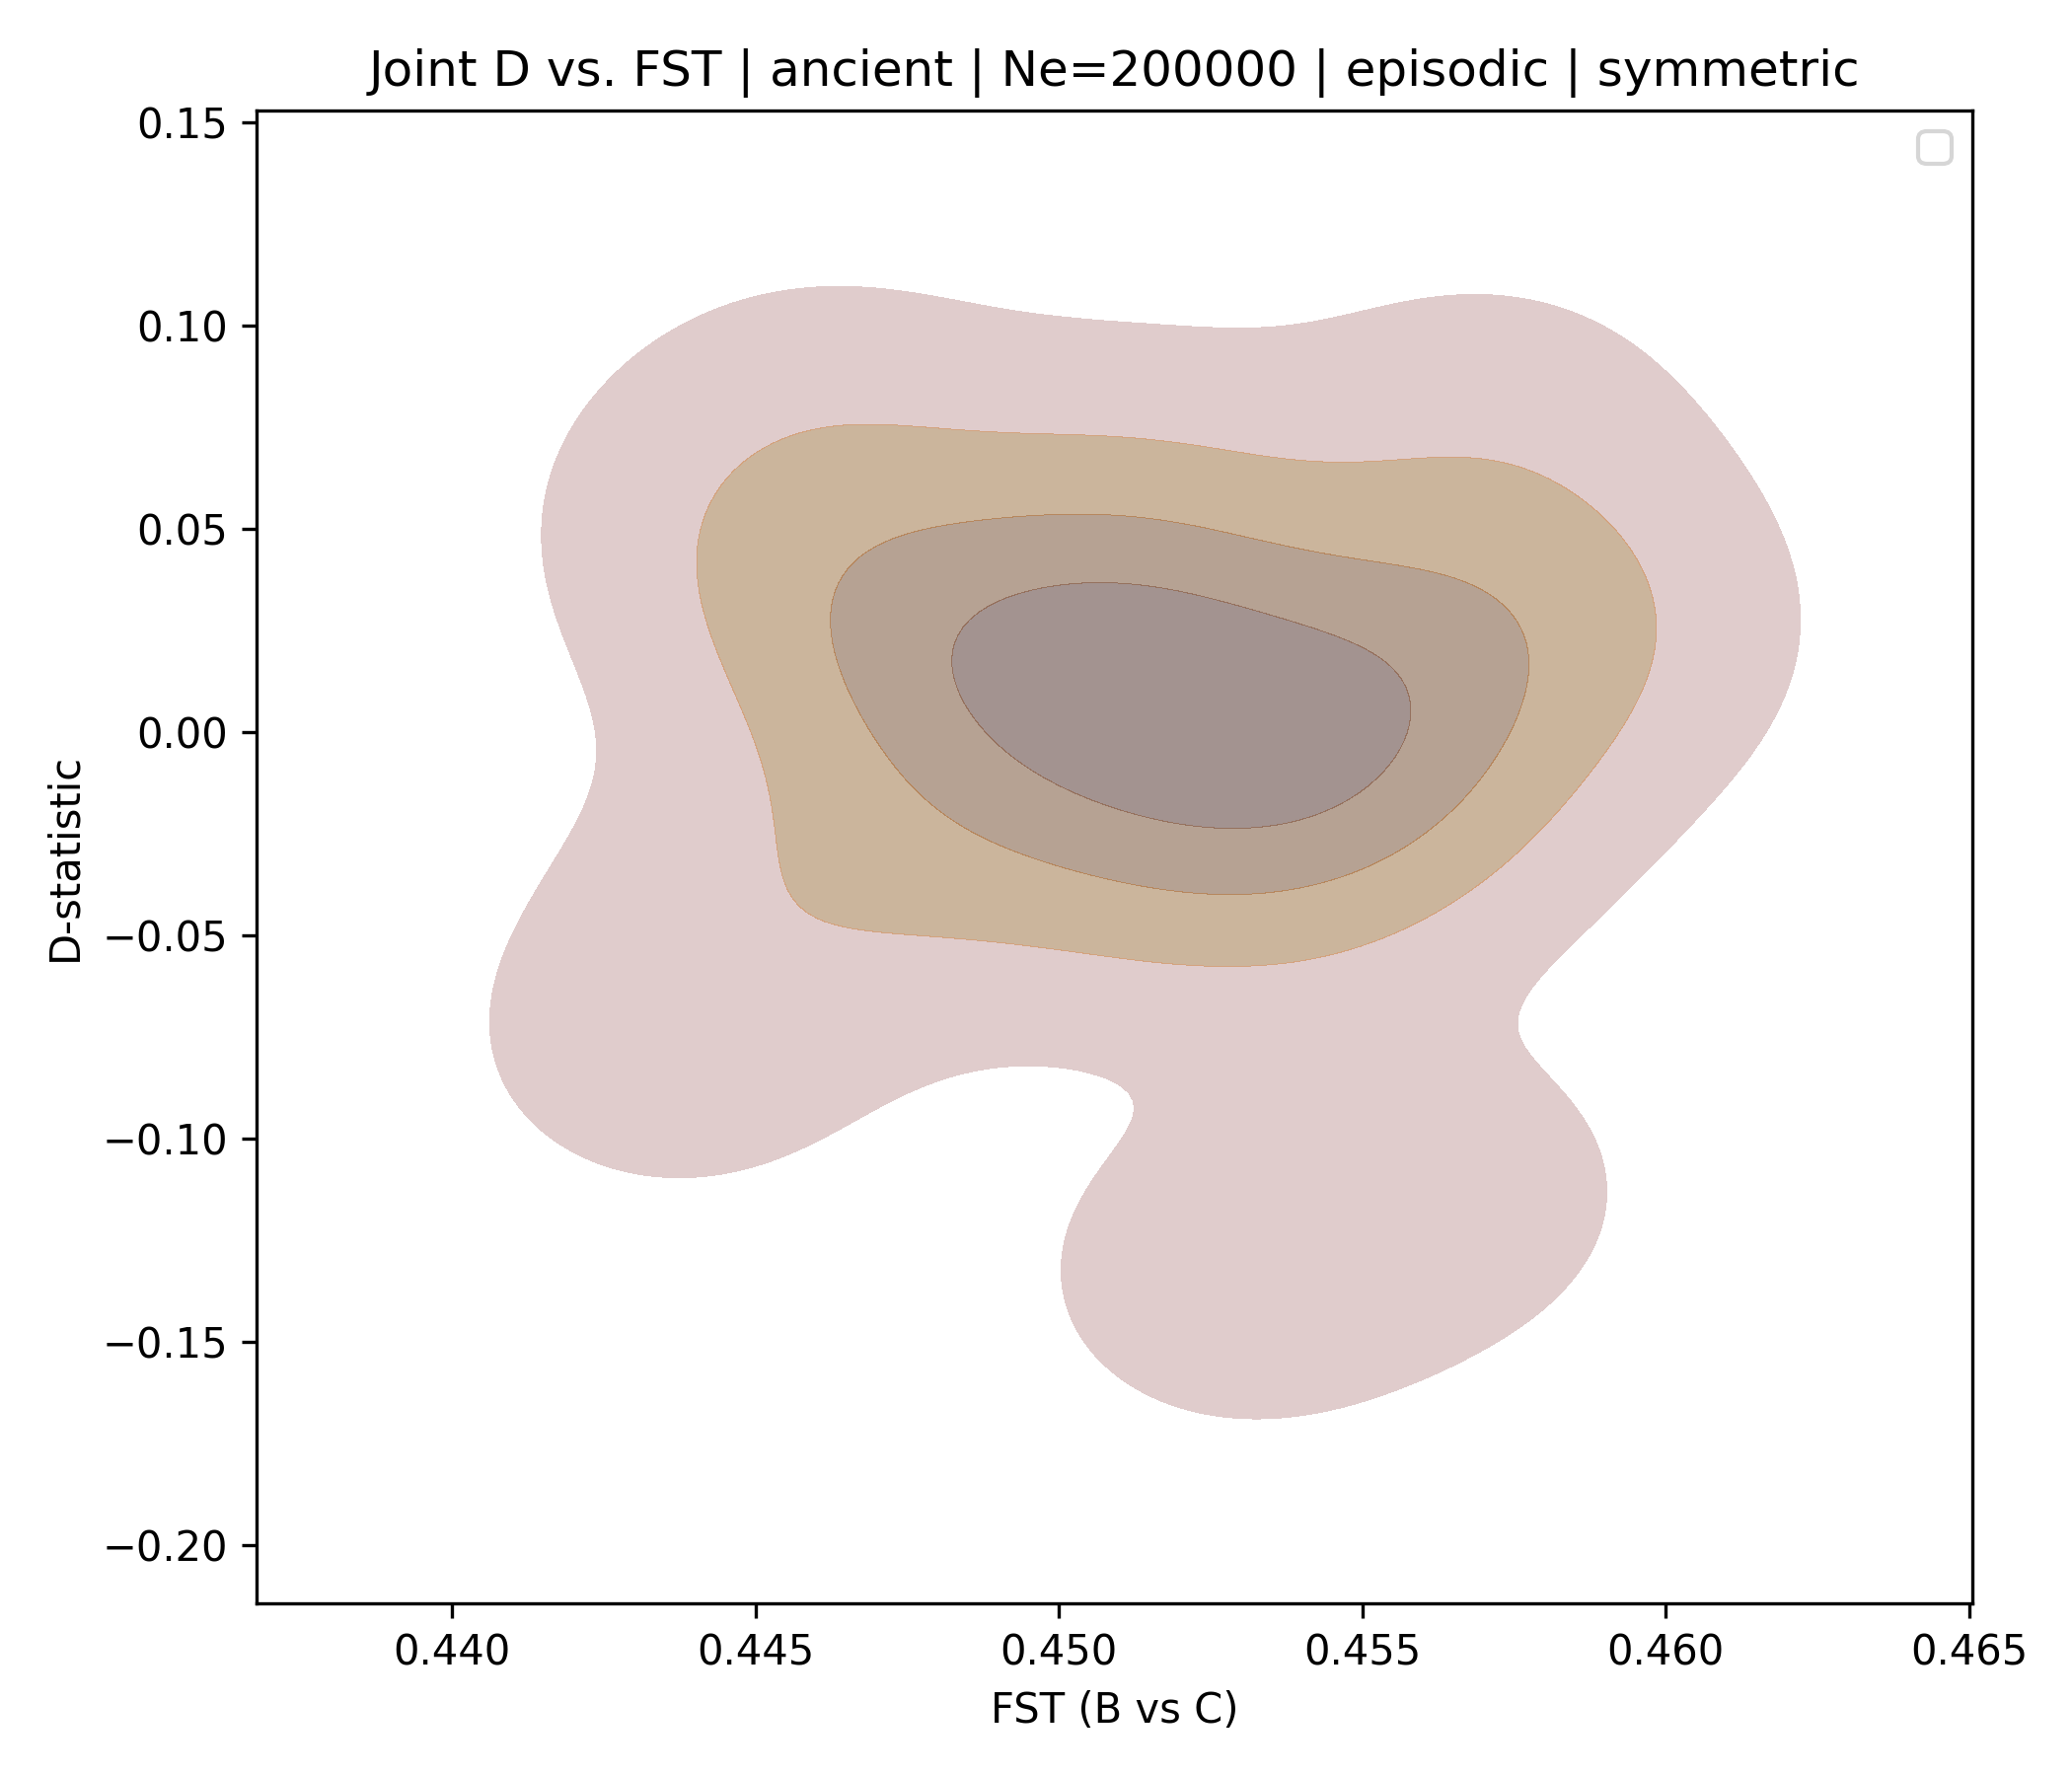 Joint D vs. FST | ancient | Ne=200000 | episodic | symmetric
0.15
0.10
0.05
0.00
−0.05
−0.10
−0.15
−0.20
D-statistic
0.440 0.445 0.450 0.455 0.460 0.465
FST (B vs C)